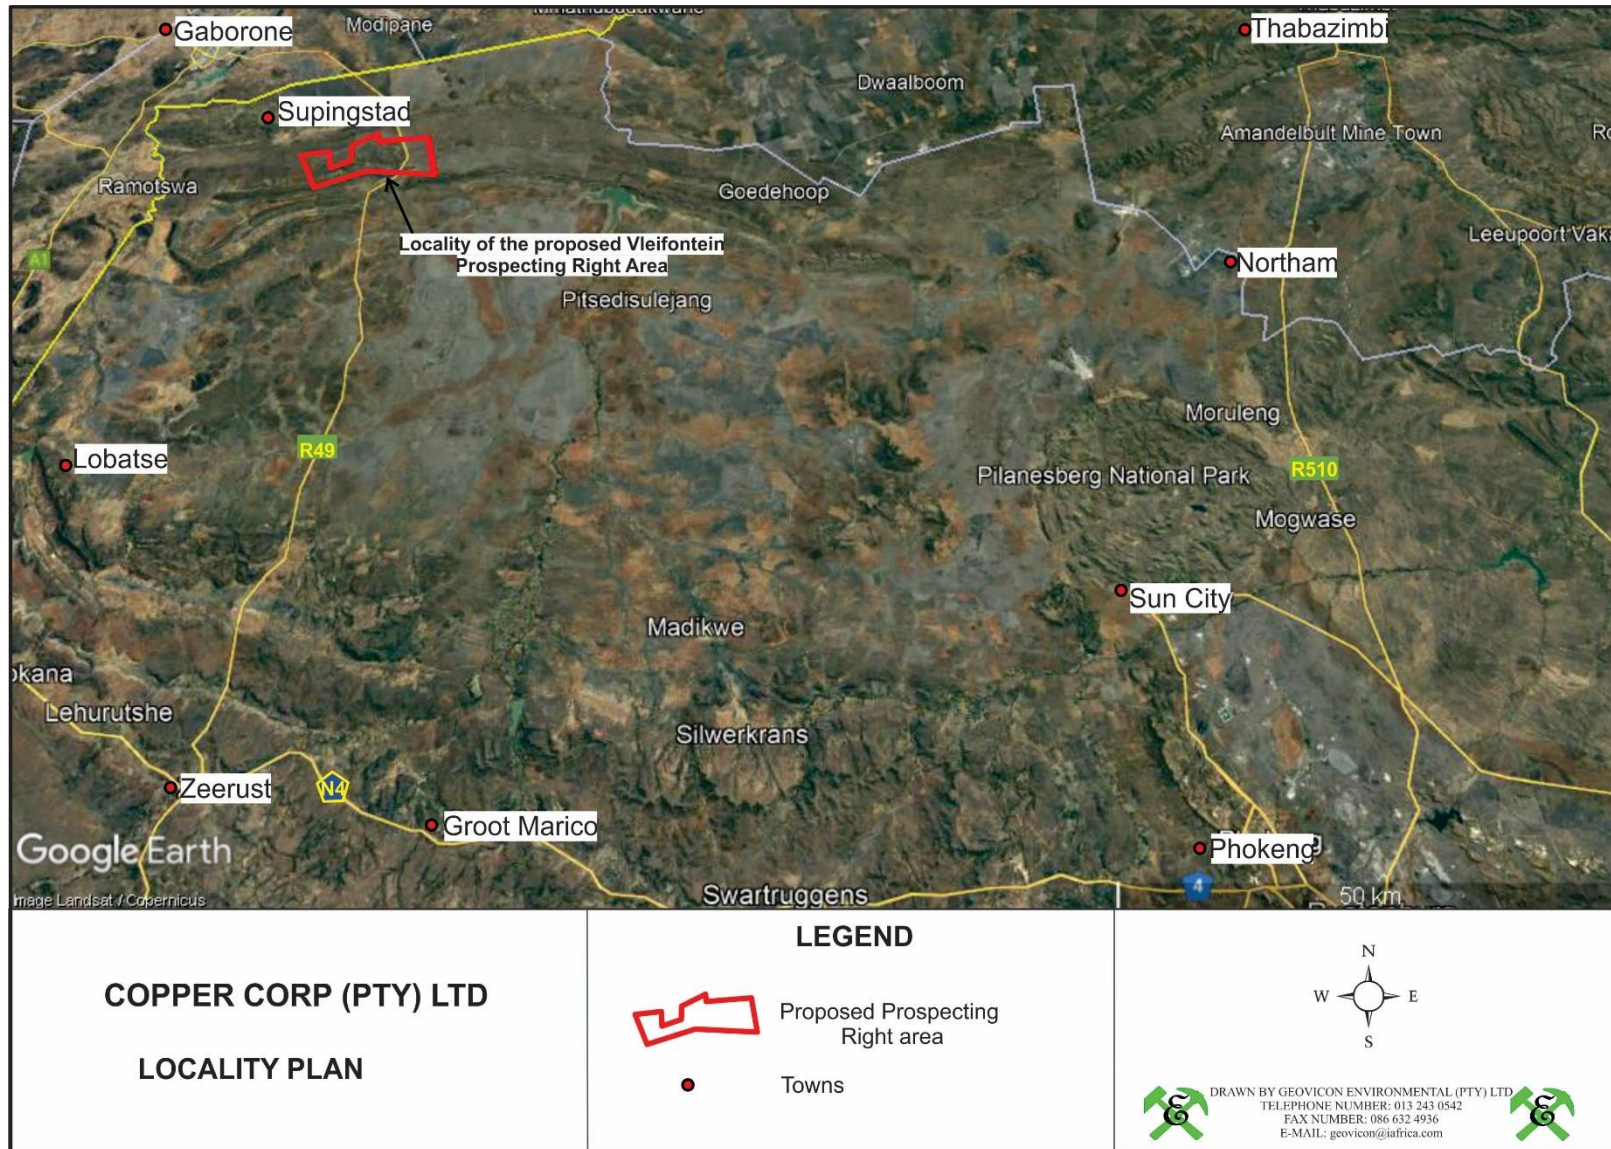 Gaborone
Modipane
Thabazimbi
Dwaalboom
Supingstad
Amandelbult Mine Town
Ramotswa
Goedehoop
Leeupoort Vaka
Locality of the proposed Vleifontein
Prospecting Right Area
A1
Northam
Pitsedisulejang
Moruleng
R49
Lobatse
Pilanesberg National Park
R510
Mogwase
Sun City
Madikwe
okana
Lehurutshe
Silwerkrans
Zeerust
N4
Groot Marico
Google Earth
Phokeng
4
Swartruggens
50 km
Image Landsat / Copernicus
COPPER CORP (PTY) LTD
LOCALITY PLAN
LEGEND
Proposed Prospecting
Right area
Towns
N
W E
S
DRAWN BY GEOVICON ENVIRONMENTAL (PTY) LTD
TELEPHONE NUMBER: 013 243 0542
FAX NUMBER: 086 632 4936
E-MAIL: geovicon@iafrica.com